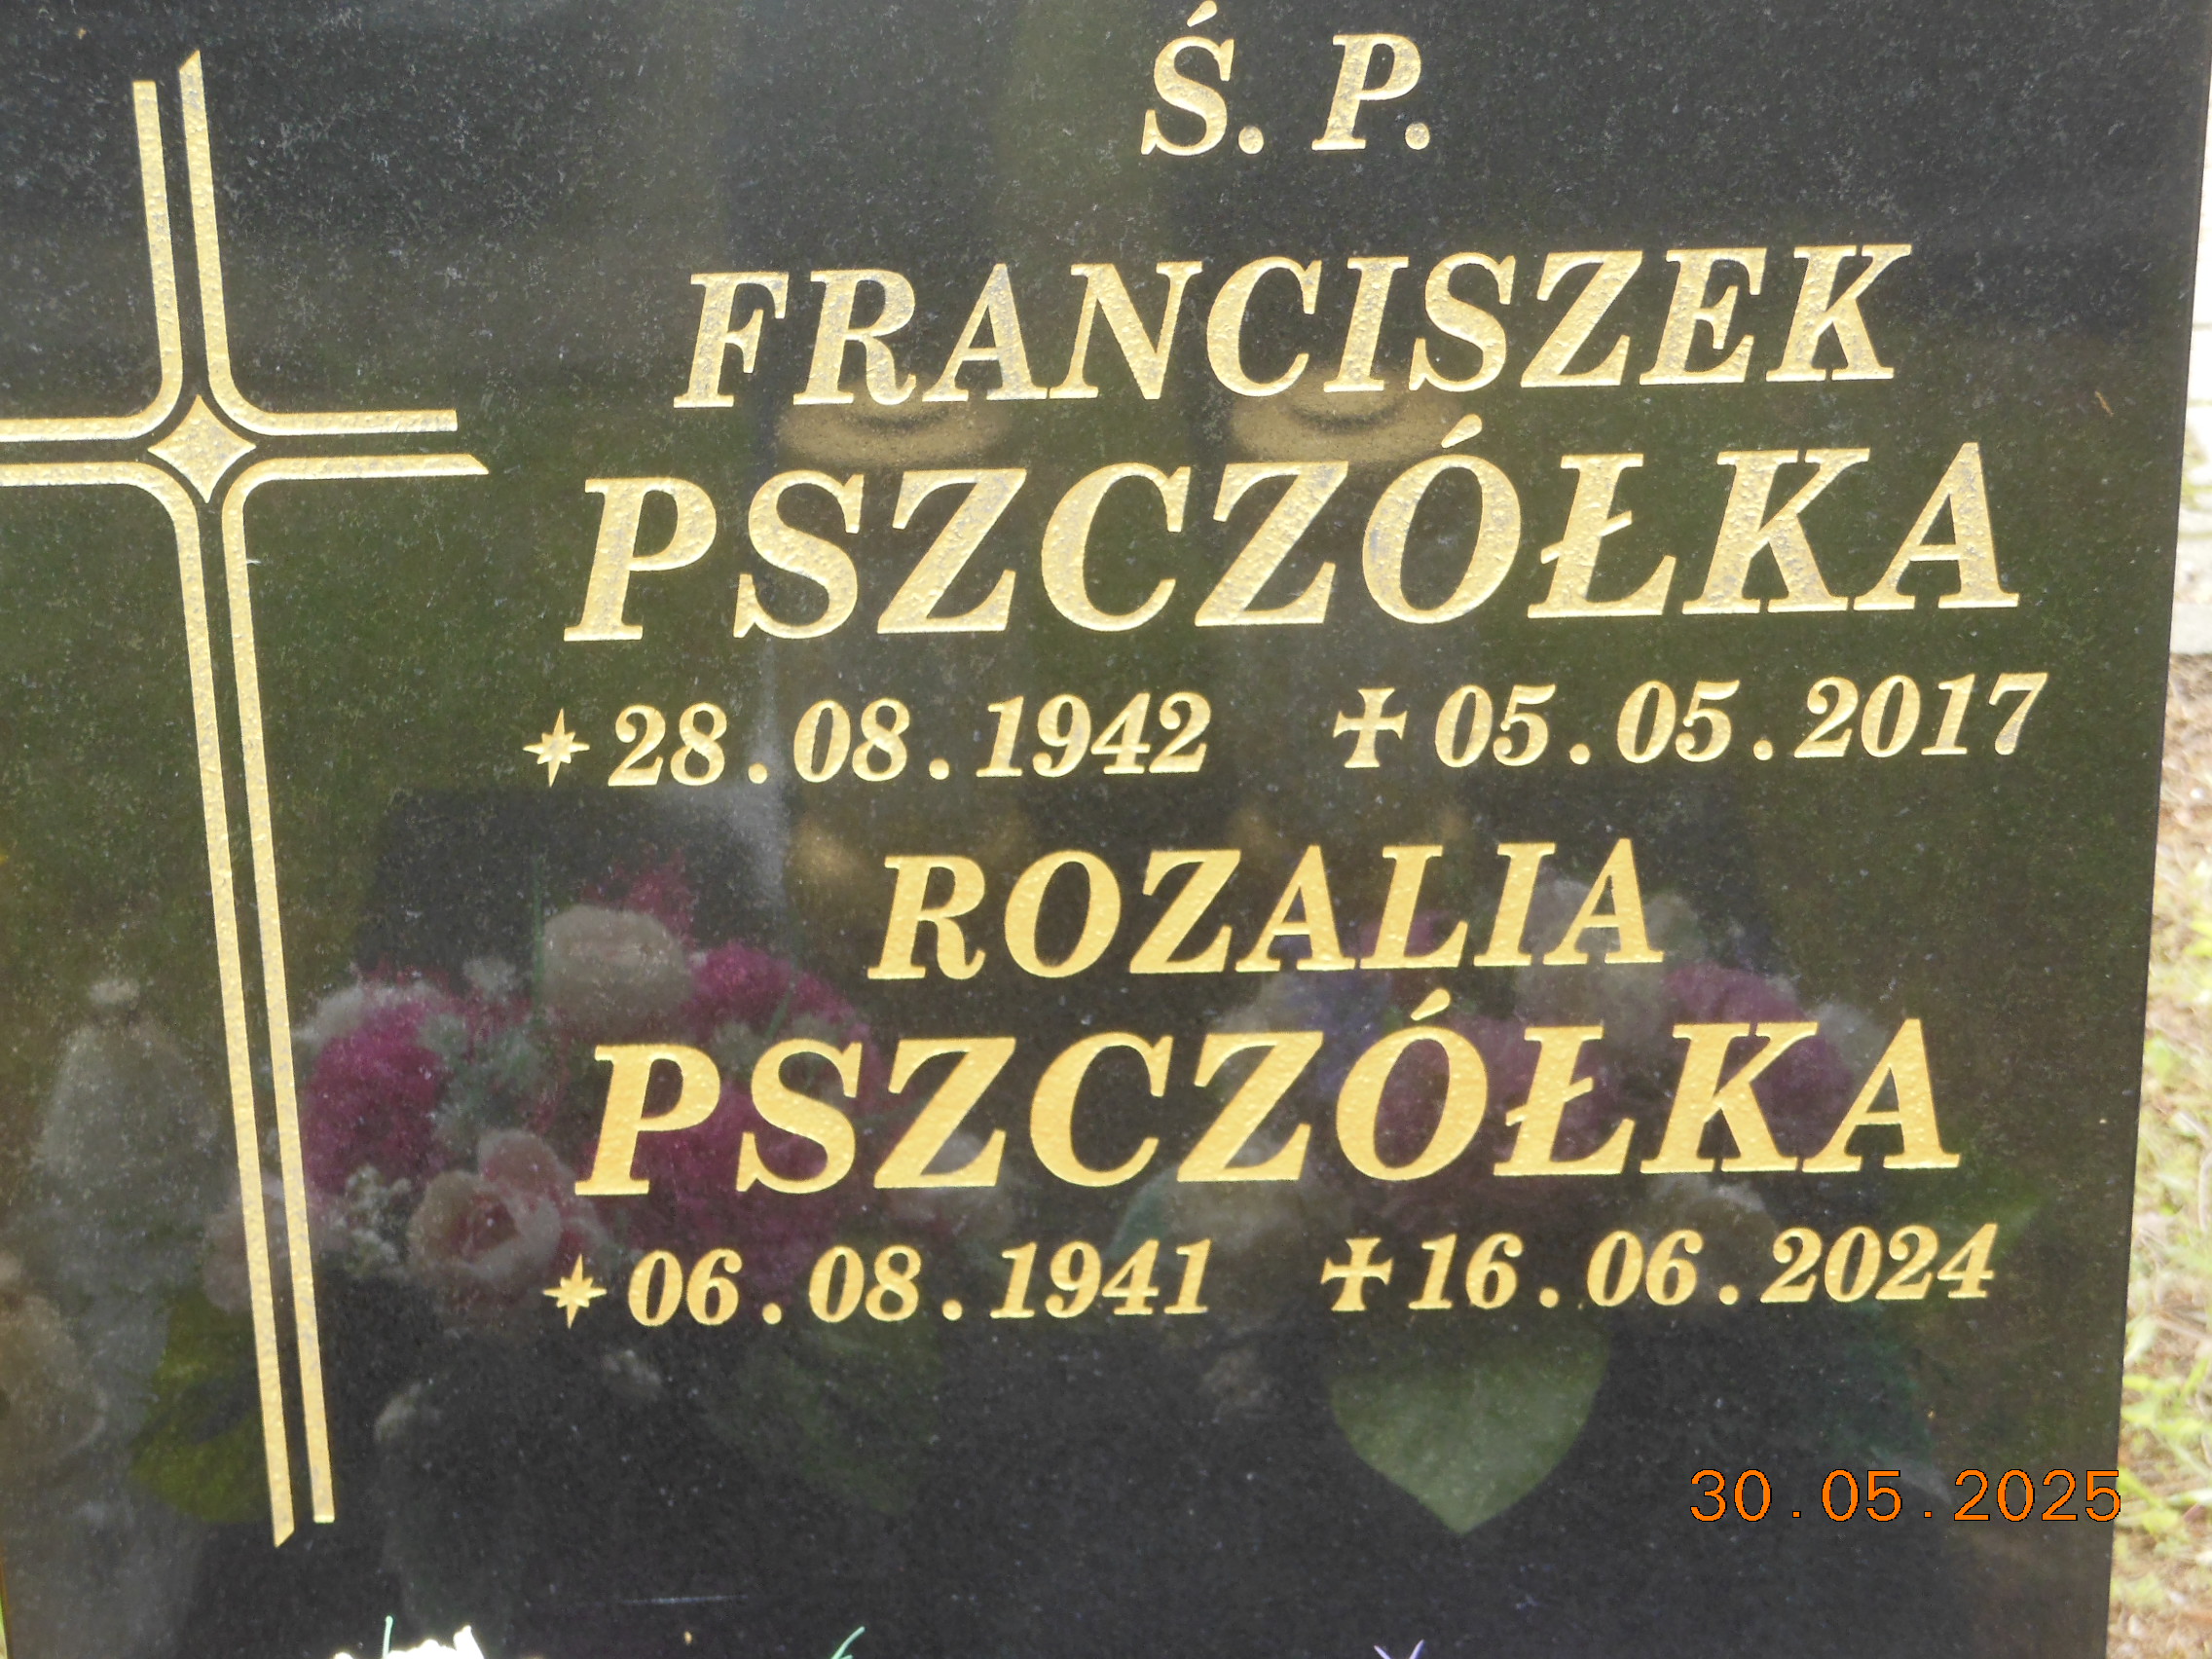 Ś. P.
FRANCISZEK
PSZCZÓŁKA
* 28.08.1942 ✝ 05.05.2017
ROZALIA
PSZCZÓŁKA
* 06.08.1941 ✝ 16.06.2024
30.05.2025